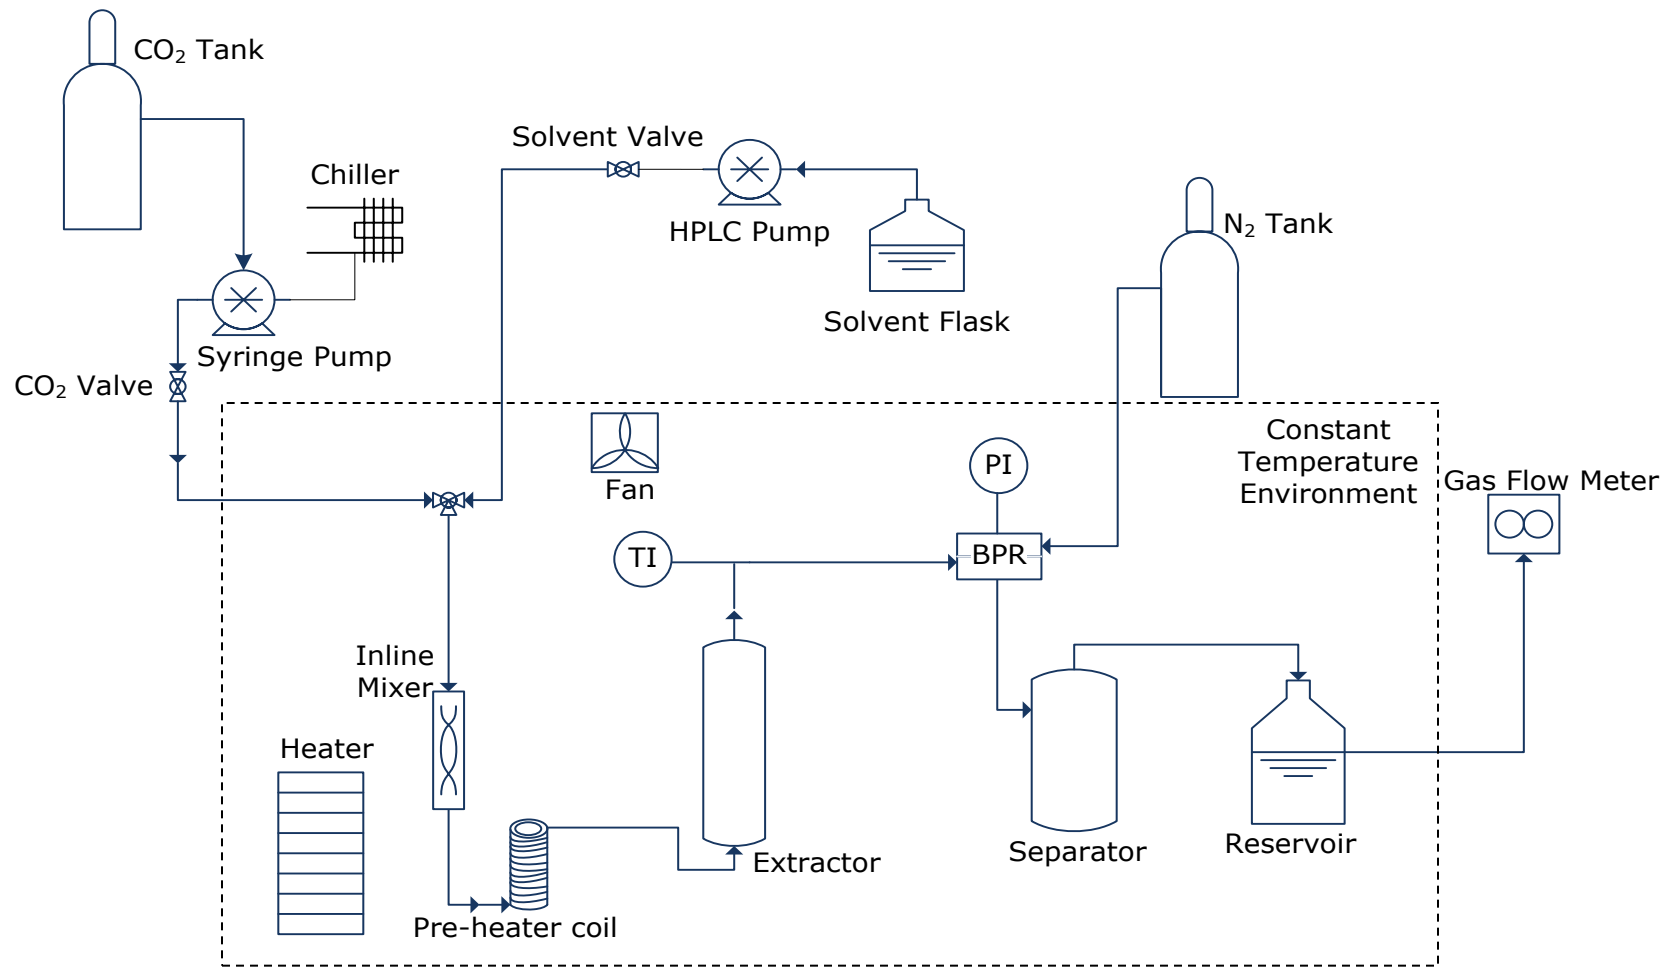 CO₂ Tank
Solvent Valve
Chiller
N₂ Tank
HPLC Pump
Solvent Flask
Syringe Pump
CO₂ Valve
Constant
Temperature
Environment
PI
Gas Flow Meter
Fan
TI
BPR
Inline
Mixer
Heater
Reservoir
Separator
Extractor
Pre-heater coil